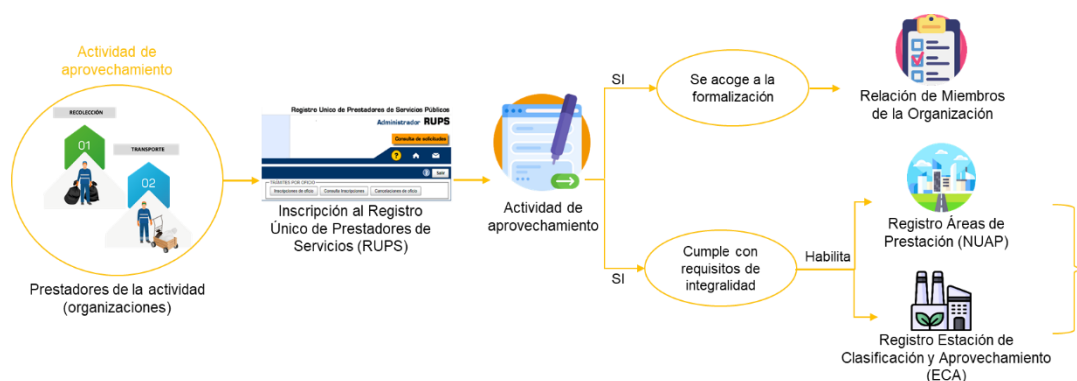 Actividad de
aprovechamiento
RECOLECCIÓN
01
TRANSPORTE
02
Prestadores de la actividad
(organizaciones)
Registro Unico de Prestadores de Servicios Públicos
Administrador RUPS
Consulta de solicitudes
?
Salir
TRÁMITES POR OFICIO
Inscripciones de oficio
Consulta Inscripciones
Cancelaciones de oficio
Inscripción al Registro
Único de Prestadores de
Servicios (RUPS)
Actividad de
aprovechamiento
SI
Se acoge a la
formalización
Relación de Miembros
de la Organización
SI
Cumple con
requisitos de
integralidad
Habilita
Registro Áreas de
Prestación (NUAP)
Registro Estación de
Clasificación y Aprovechamiento
(ECA)